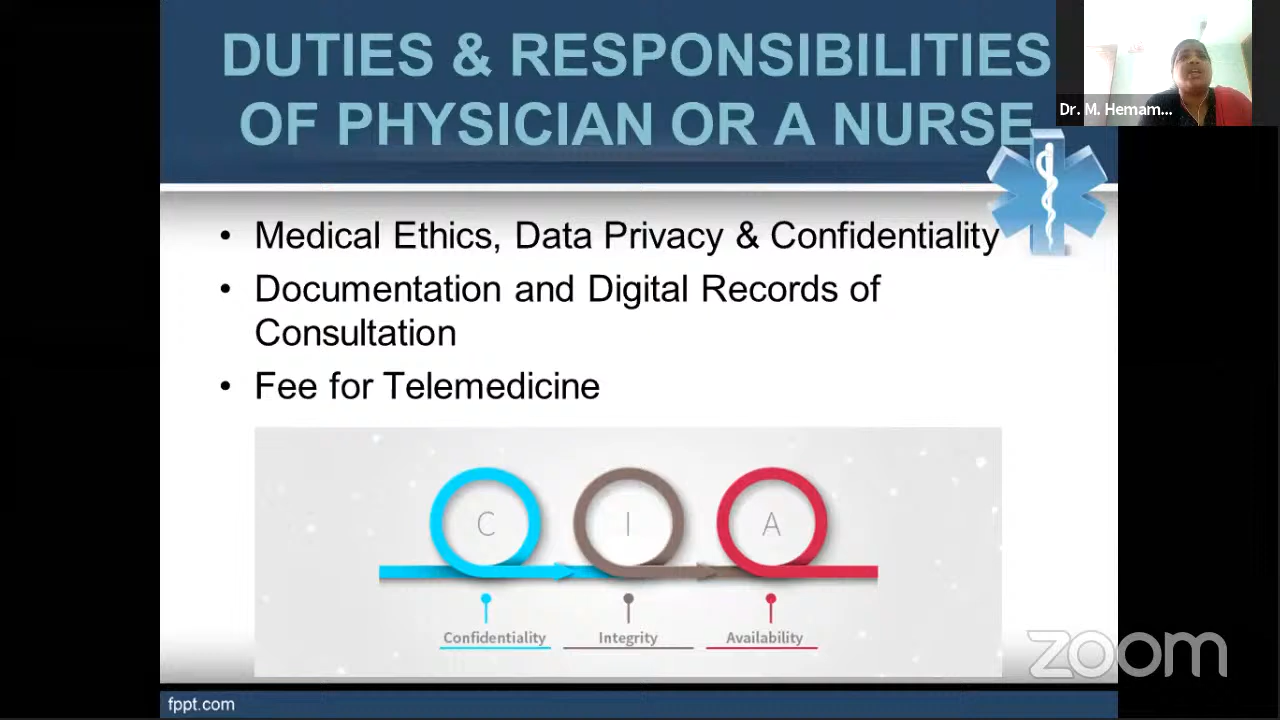 DUTIES & RESPONSIBILITIES
OF PHYSICIAN OR A NURSE
Dr. M. Hemam...
• Medical Ethics, Data Privacy & Confidentiality
• Documentation and Digital Records of
Consultation
• Fee for Telemedicine
C I A
Confidentiality Integrity Availability
zoom
fppt.com